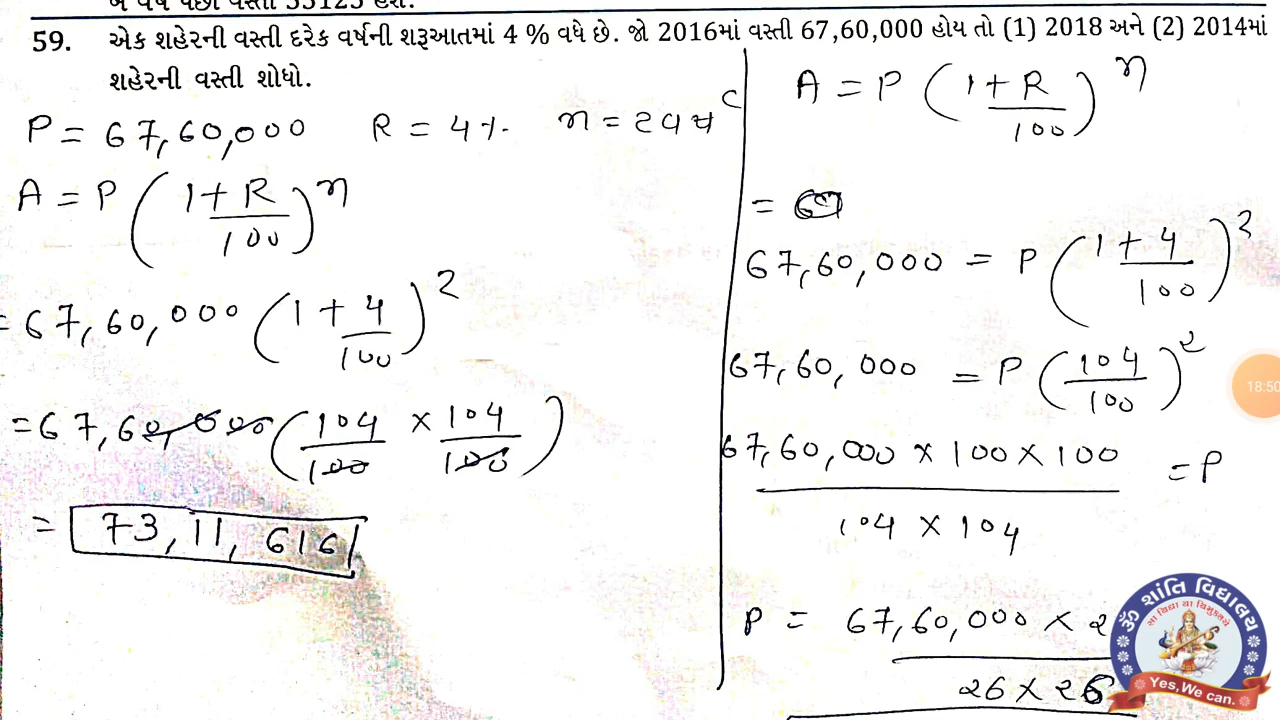 59. એક શહેરની વસ્તી દરેક વર્ષની શરૂઆતમાં 4 % વધે છે. જો 2016માં વસ્તી 67,60,000 હોય તો (1) 2018 અને (2) 2014માં
શહેરની વસ્તી શોધો.
P = 67,60,000 R = 4% n = ૨ વર્ષ
A = P (1+R/100)^n
= 67,60,000 (1+4/100)^2
= 67,60,000 (104/100 × 104/100)
= 73,11,616
A = P (1+R/100)^n
=
67,60,000 = P (1+4/100)^2
67,60,000 = P (104/100)^2
67,60,000 × 100 × 100 = P
104 × 104
P = 67,60,000 × 2
26 × 26
18:50
ૐ શાંતિ વિદ્યાલય
सा विद्या या विमुक्तये
Yes, We can.